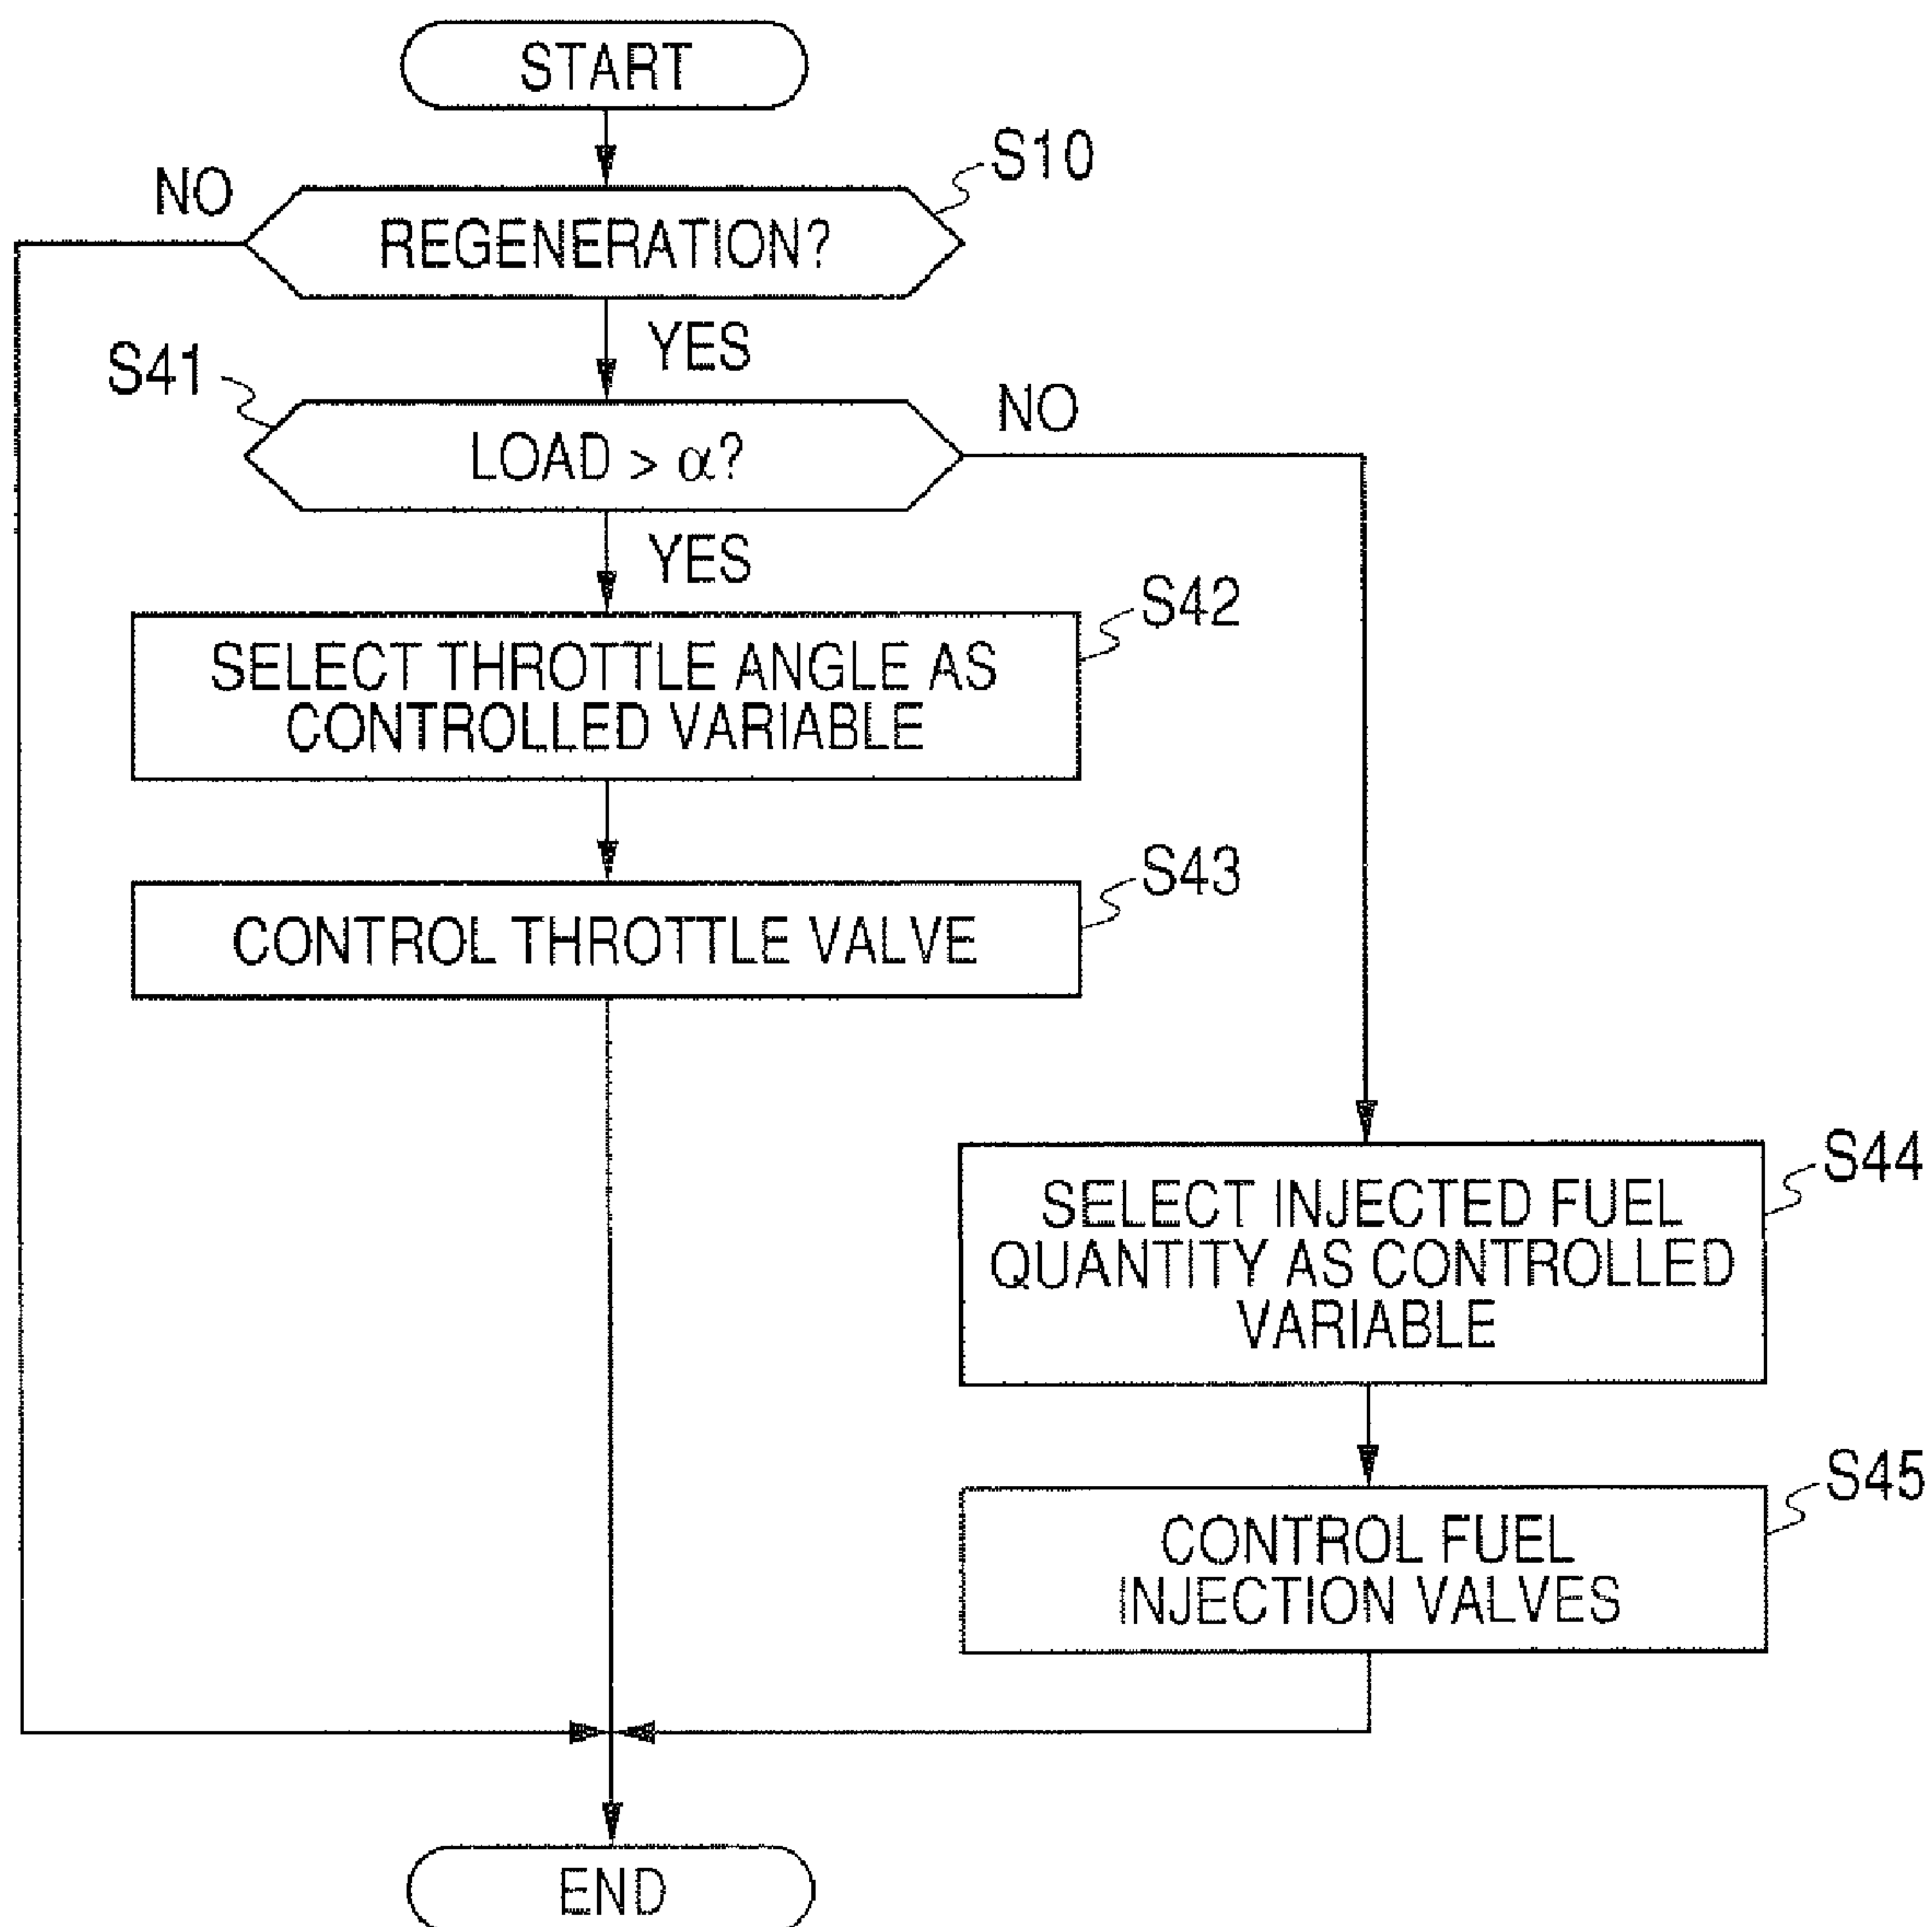 START
S10
NO
REGENERATION?
YES
S41
NO
LOAD > α?
YES
S42
SELECT THROTTLE ANGLE AS
CONTROLLED VARIABLE
S43
CONTROL THROTTLE VALVE
S44
SELECT INJECTED FUEL
QUANTITY AS CONTROLLED
VARIABLE
S45
CONTROL FUEL
INJECTION VALVES
END